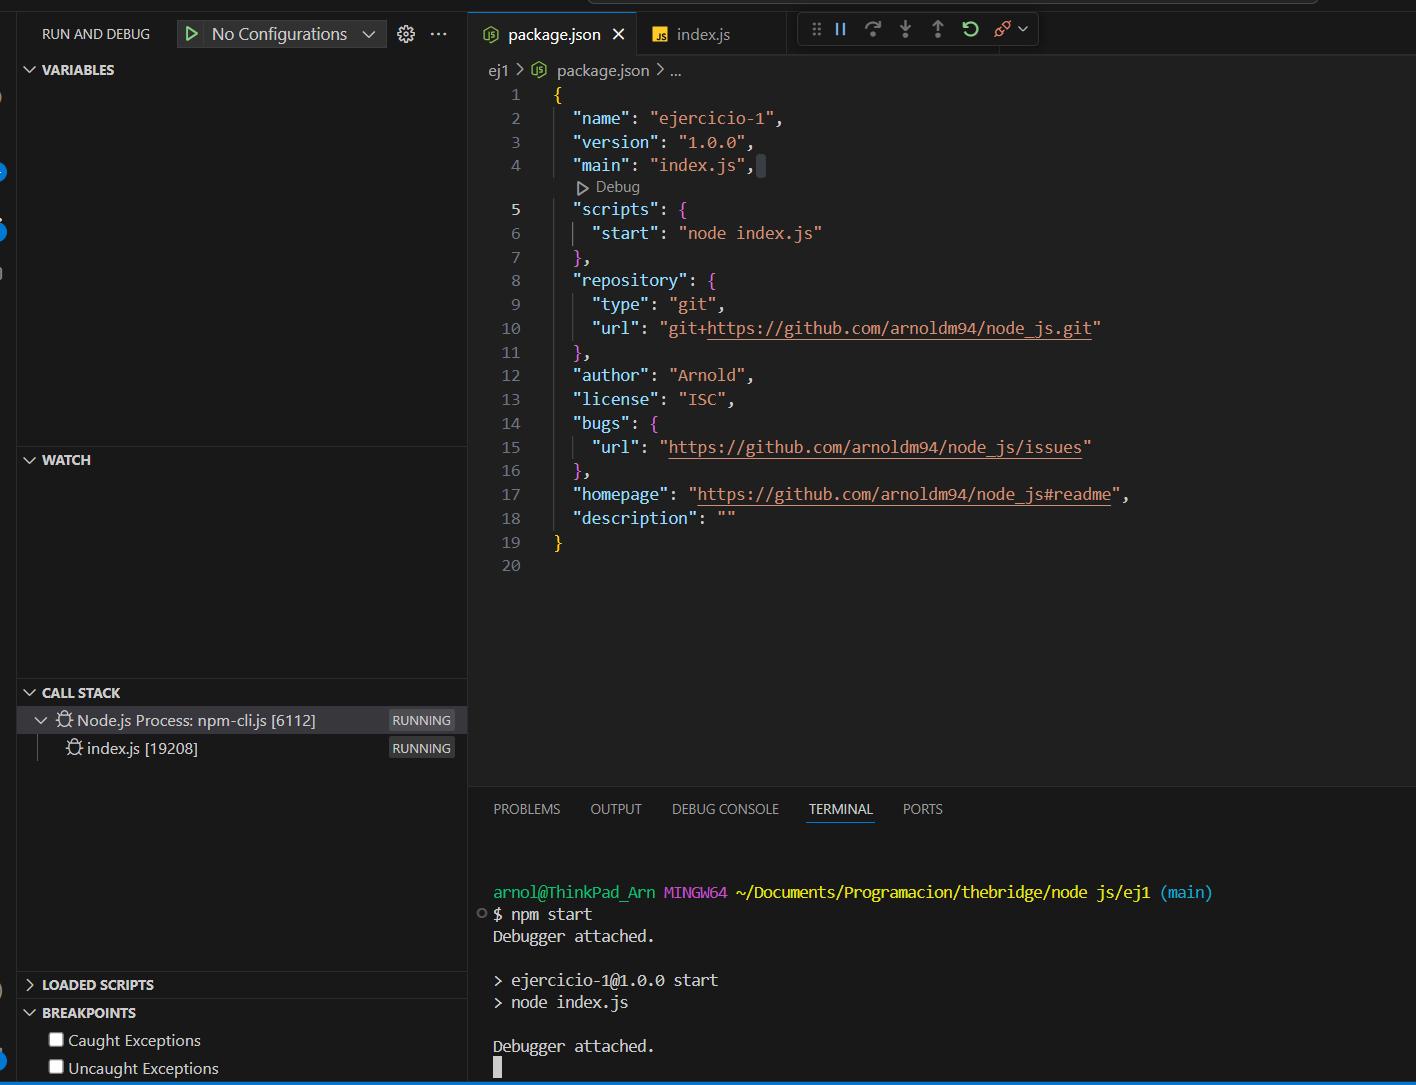 RUN AND DEBUG
No Configurations
VARIABLES
WATCH
CALL STACK
Node.js Process: npm-cli.js [6112] RUNNING
index.js [19208] RUNNING
LOADED SCRIPTS
BREAKPOINTS
Caught Exceptions
Uncaught Exceptions
package.json
JS index.js
ej1 > package.json > ...
1 {
2 "name": "ejercicio-1",
3 "version": "1.0.0",
4 "main": "index.js",
Debug
5 "scripts": {
6 "start": "node index.js"
7 },
8 "repository": {
9 "type": "git",
10 "url": "git+https://github.com/arnoldm94/node_js.git"
11 },
12 "author": "Arnold",
13 "license": "ISC",
14 "bugs": {
15 "url": "https://github.com/arnoldm94/node_js/issues"
16 },
17 "homepage": "https://github.com/arnoldm94/node_js#readme",
18 "description": ""
19 }
20
PROBLEMS OUTPUT DEBUG CONSOLE TERMINAL PORTS
arnol@ThinkPad_Arn MINGW64 ~/Documents/Programacion/thebridge/node js/ej1 (main)
$ npm start
Debugger attached.
> ejercicio-1@1.0.0 start
> node index.js
Debugger attached.